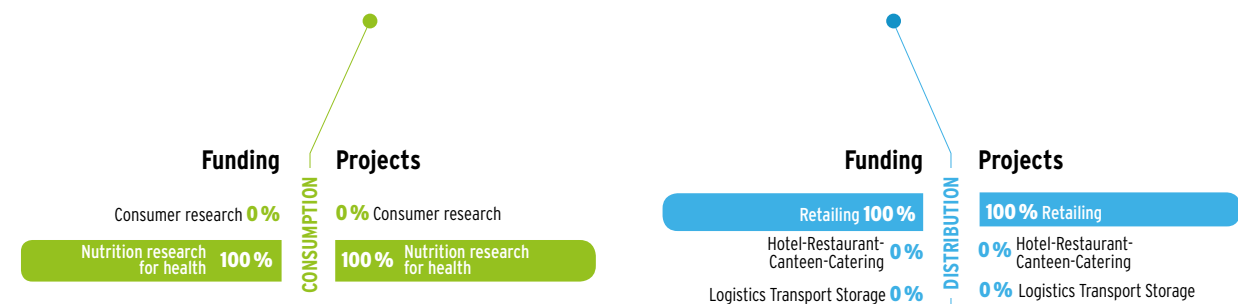 Funding
Projects
CONSUMPTION
Consumer research 0 %
0 % Consumer research
Nutrition research
for health 100 %
100 % Nutrition research
for health
Funding
Projects
DISTRIBUTION
Retailing 100 %
100 % Retailing
Hotel-Restaurant-
Canteen-Catering 0 %
0 % Hotel-Restaurant-
Canteen-Catering
Logistics Transport Storage 0 %
0 % Logistics Transport Storage